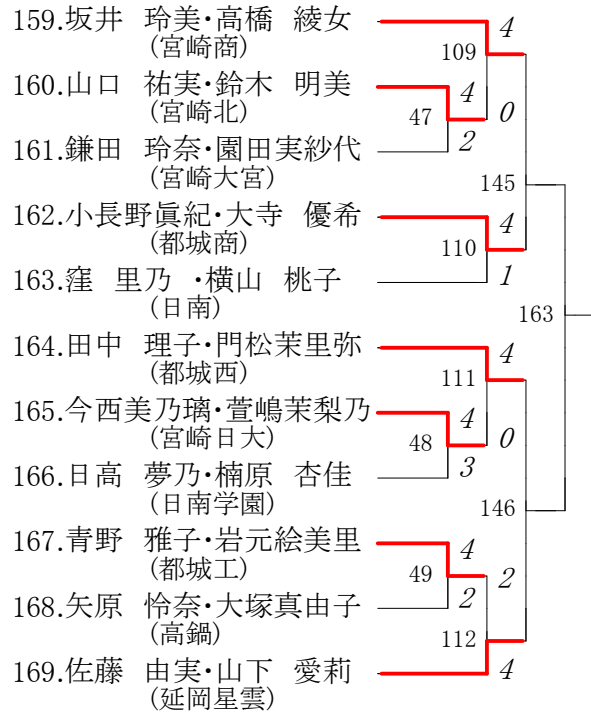 159.坂井 玲美・高橋 綾女
(宮崎商)
160.山口 祐実・鈴木 明美
(宮崎北)
161.鎌田 玲奈・園田実紗代
(宮崎大宮)
162.小長野眞紀・大寺 優希
(都城商)
163.窪 里乃 ・横山 桃子
(日南)
164.田中 理子・門松茉里弥
(都城西)
165.今西美乃璃・萱嶋茉梨乃
(宮崎日大)
166.日高 夢乃・楠原 杏佳
(日南学園)
167.青野 雅子・岩元絵美里
(都城工)
168.矢原 怜奈・大塚真由子
(高鍋)
169.佐藤 由実・山下 愛莉
(延岡星雲)
4
109
4
0
47
2
145
4
110
1
163
4
111
4
0
48
3
146
4
49
2
2
112
4